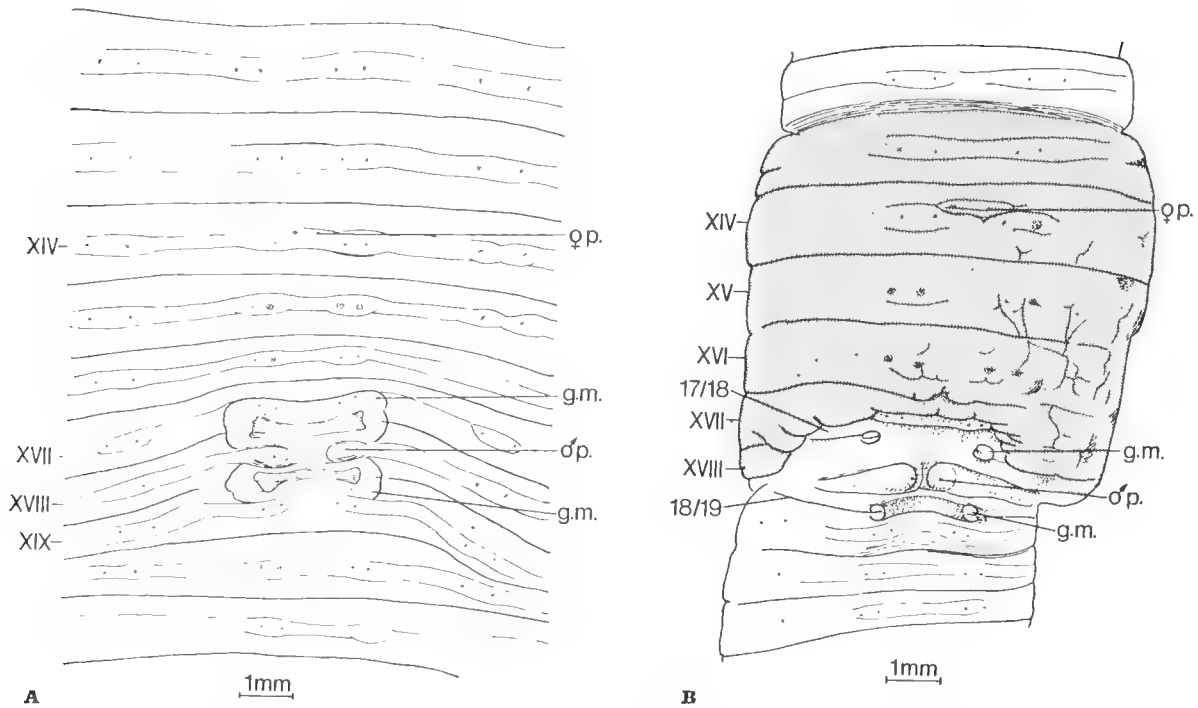 XIV
♀p.
g.m.
XVII
♂p.
XVIII
g.m.
XIX
1mm
A
XIV
♀p.
XV
XVI
17/18
XVII
g.m.
XVIII
♂p.
18/19
g.m.
1mm
B